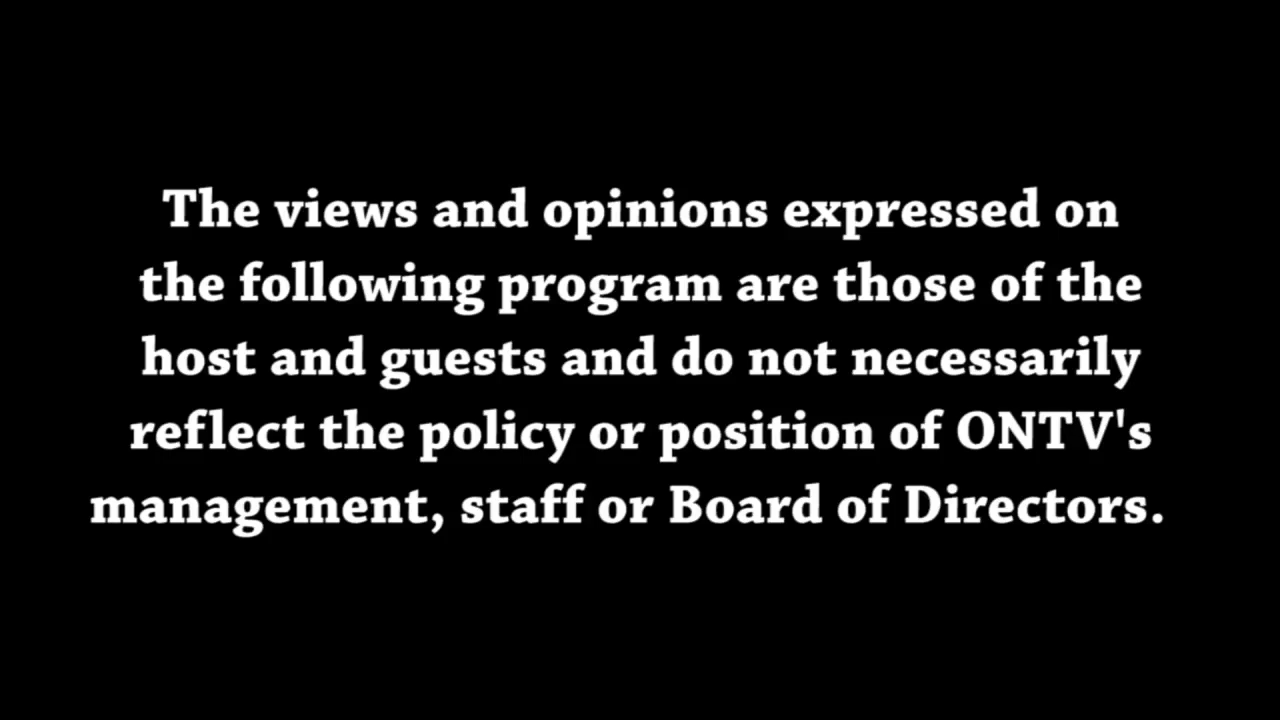 The views and opinions expressed on
the following program are those of the
host and guests and do not necessarily
reflect the policy or position of ONTV's
management, staff or Board of Directors.